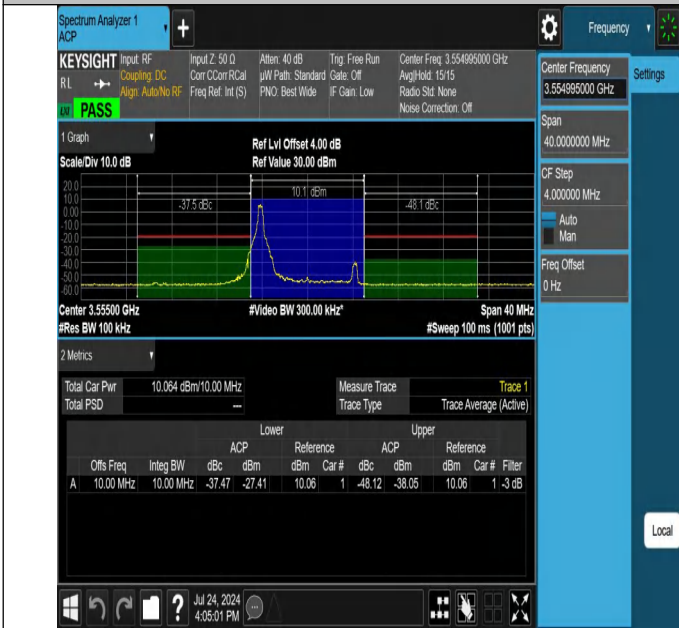 Spectrum Analyzer 1
ACP
+
Frequency
KEYSIGHT Input: RF Input Z: 50 Ω Atten: 40 dB Trig: Free Run Center Freq: 3.554995000 GHz
RL Coupling: DC Corr CCorr RCal µW Path: Standard Gate: Off Avg|Hold: 15/15
Align: Auto/No RF Freq Ref: Int (S) PNO: Best Wide IF Gain: Low Radio Std: None
PASS Noise Correction: Off
Center Frequency
3.554995000 GHz
Settings
Span
40.0000000 MHz
CF Step
4.000000 MHz
Auto
Man
Freq Offset
0 Hz
1 Graph
Ref Lvl Offset 4.00 dB
Scale/Div 10.0 dB Ref Value 30.00 dBm
20.0
10.0
0.00
-10.0
-20.0
-30.0
-40.0
-50.0
-60.0
-37.5 dBc 10.1 dBm -48.1 dBc
Center 3.55500 GHz #Video BW 300.00 kHz* Span 40 MHz
#Res BW 100 kHz #Sweep 100 ms (1001 pts)
2 Metrics
Total Car Pwr 10.064 dBm/10.00 MHz Measure Trace Trace 1
Total PSD --- Trace Type Trace Average (Active)
Lower Upper
ACP Reference ACP Reference
Offs Freq Integ BW dBc dBm dBm Car # dBc dBm dBm Car # Filter
A 10.00 MHz 10.00 MHz -37.47 -27.41 10.06 1 -48.12 -38.05 10.06 1 -3 dB
Local
? Jul 24, 2024
4:05:01 PM